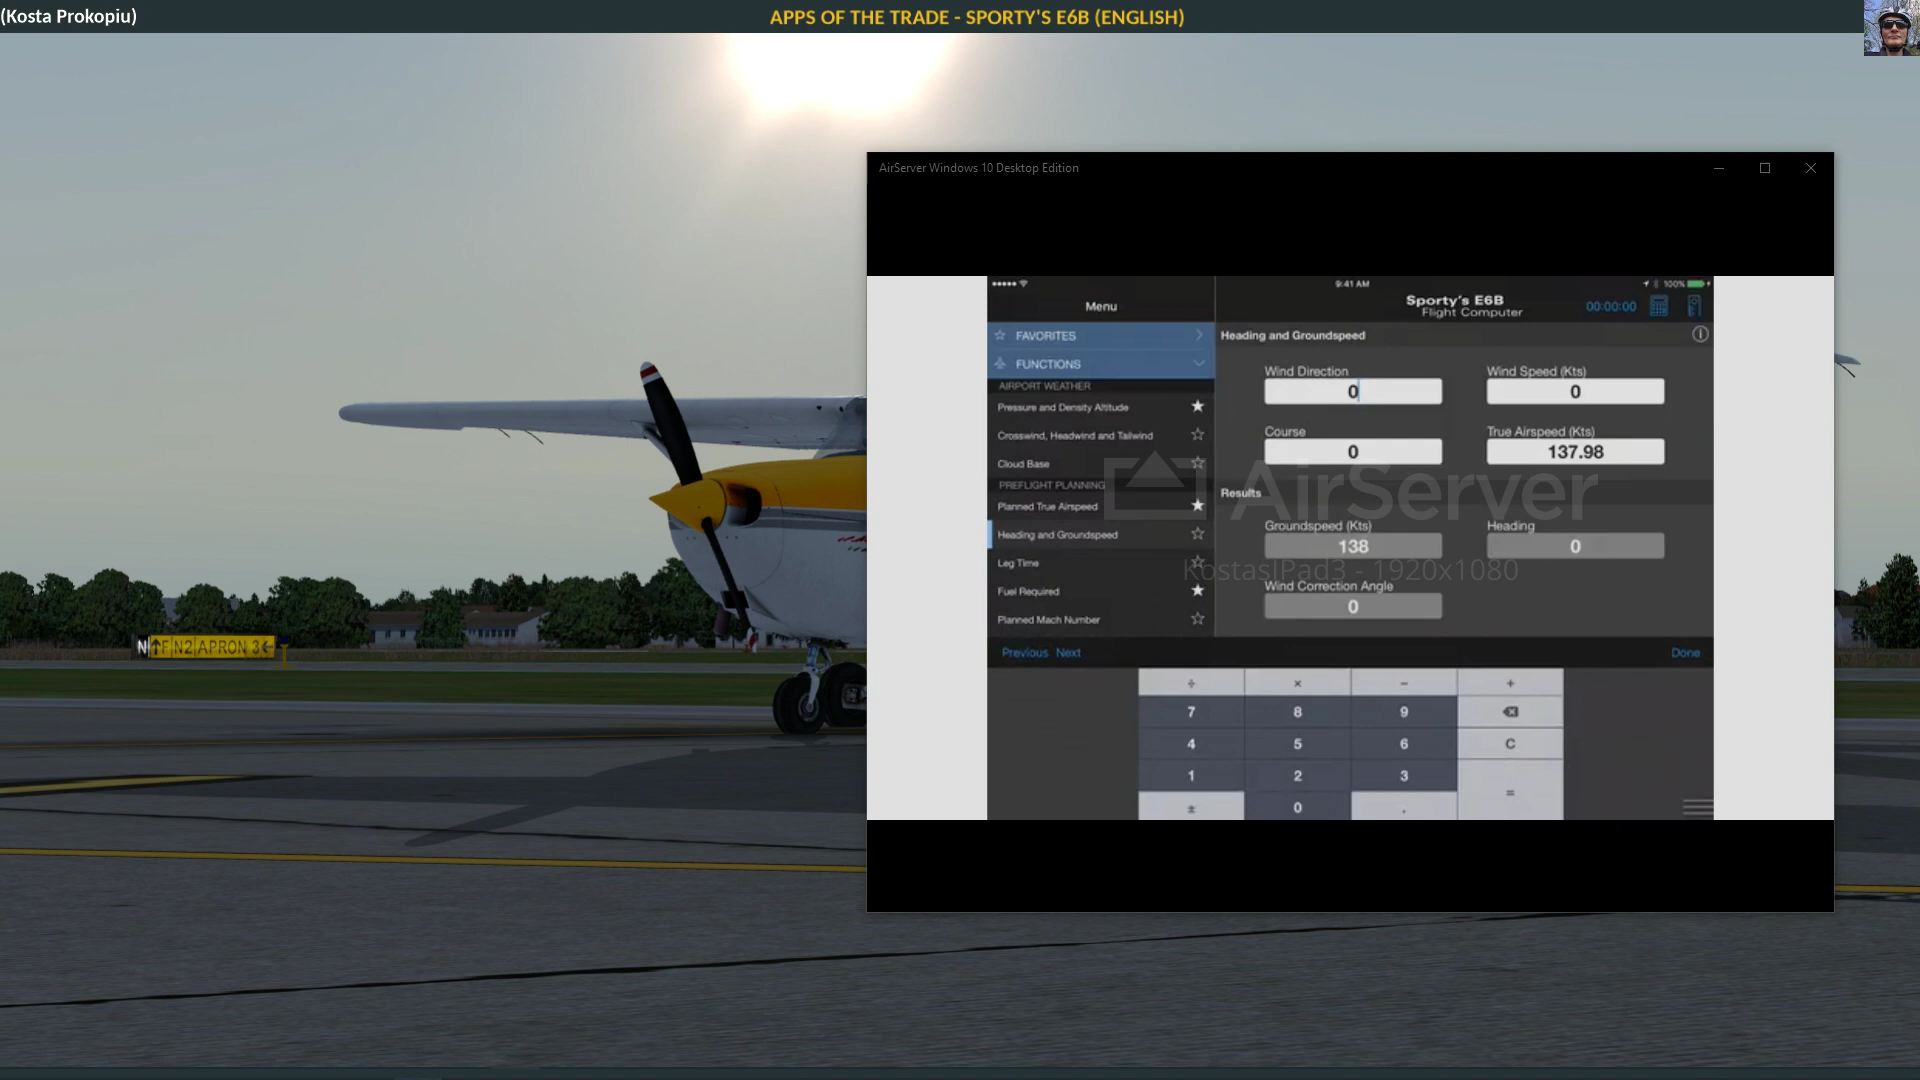 (Kosta Prokopiu)
APPS OF THE TRADE - SPORTY'S E6B (ENGLISH)
AirServer Windows 10 Desktop Edition
9:41 AM
100%
Menu
Sporty's E6B
Flight Computer
00:00:00
FAVORITES
FUNCTIONS
AIRPORT WEATHER
Pressure and Density Altitude
Crosswind, Headwind and Tailwind
Cloud Base
PREFLIGHT PLANNING
Planned True Airspeed
Heading and Groundspeed
Leg Time
Fuel Required
Planned Mach Number
Heading and Groundspeed
Wind Direction
0
Wind Speed (Kts)
0
Course
0
True Airspeed (Kts)
137.98
AirServer
Results
Groundspeed (Kts)
138
Heading
0
KostasIPad3 - 1920x1080
Wind Correction Angle
0
Previous Next
Done
÷ × − +
7 8 9
4 5 6 C
1 2 3 =
± 0 .
N2 APRON 3